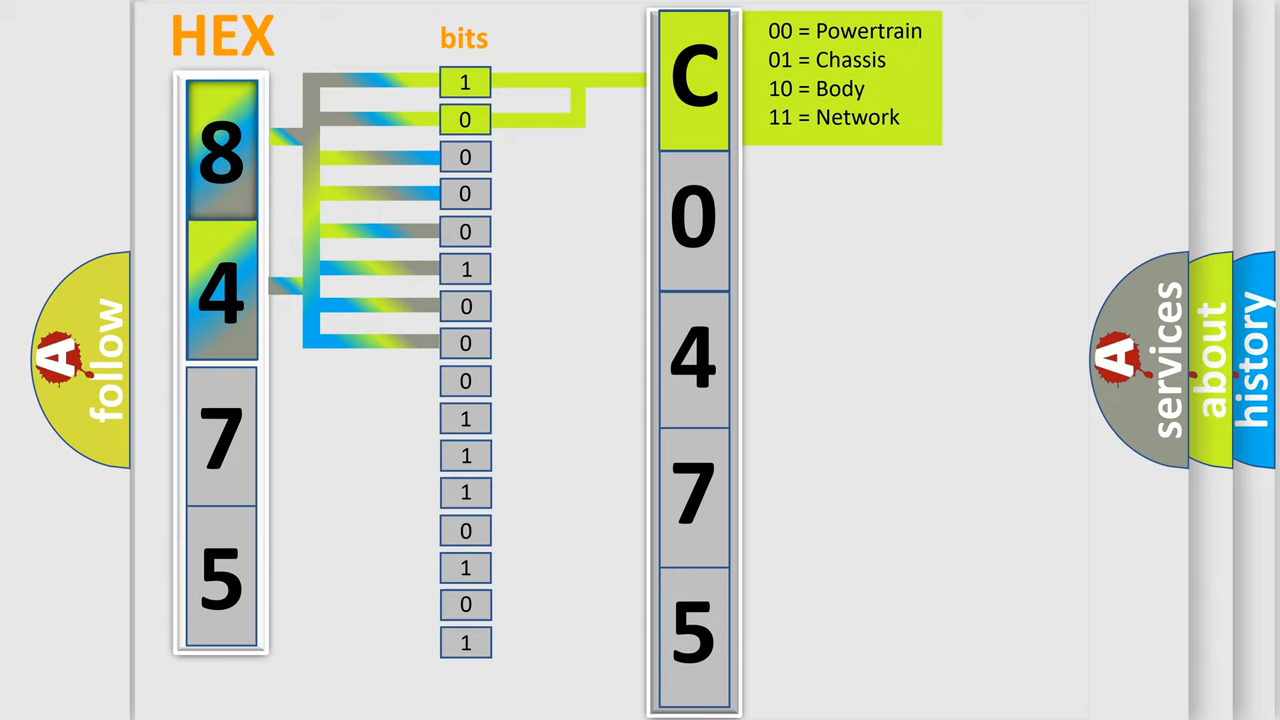 HEX
bits
8
4
7
5
1
0
0
0
0
1
0
0
0
1
1
1
0
1
0
1
C
0
4
7
5
00 = Powertrain
01 = Chassis
10 = Body
11 = Network
A
follow
A
services
about
history